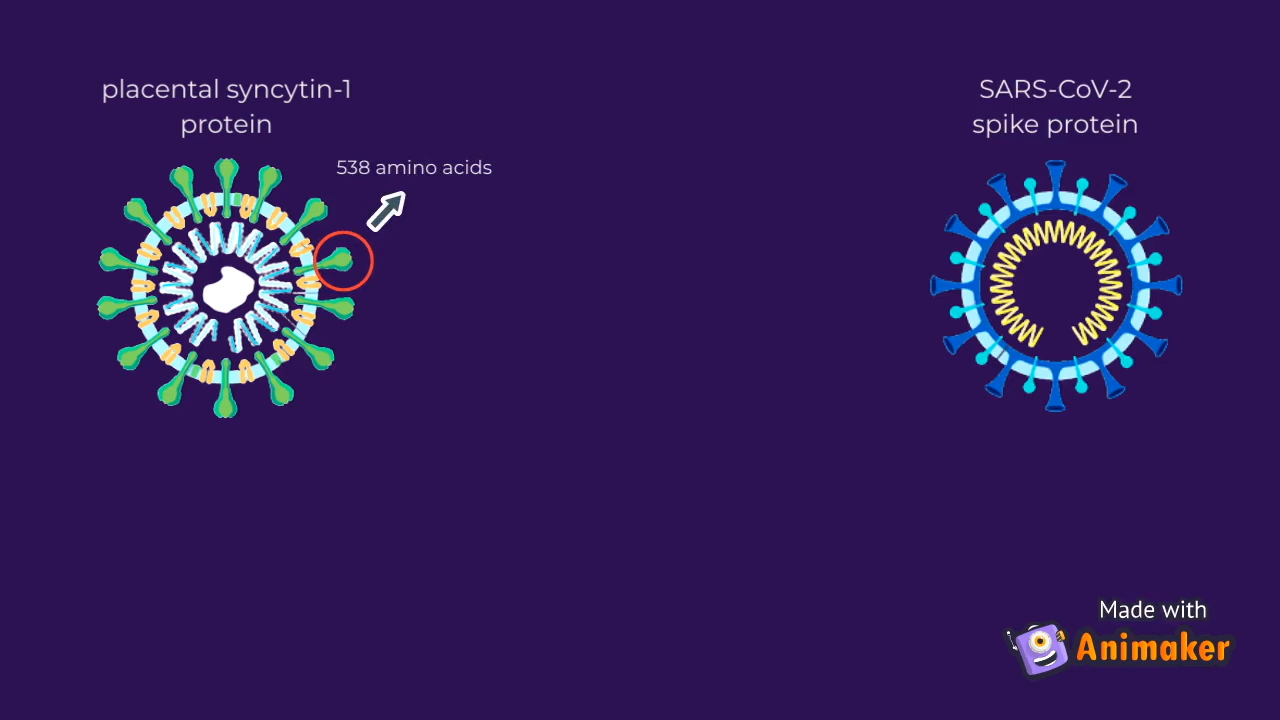 placental syncytin-1
protein
538 amino acids
SARS-CoV-2
spike protein
Made with
Animaker